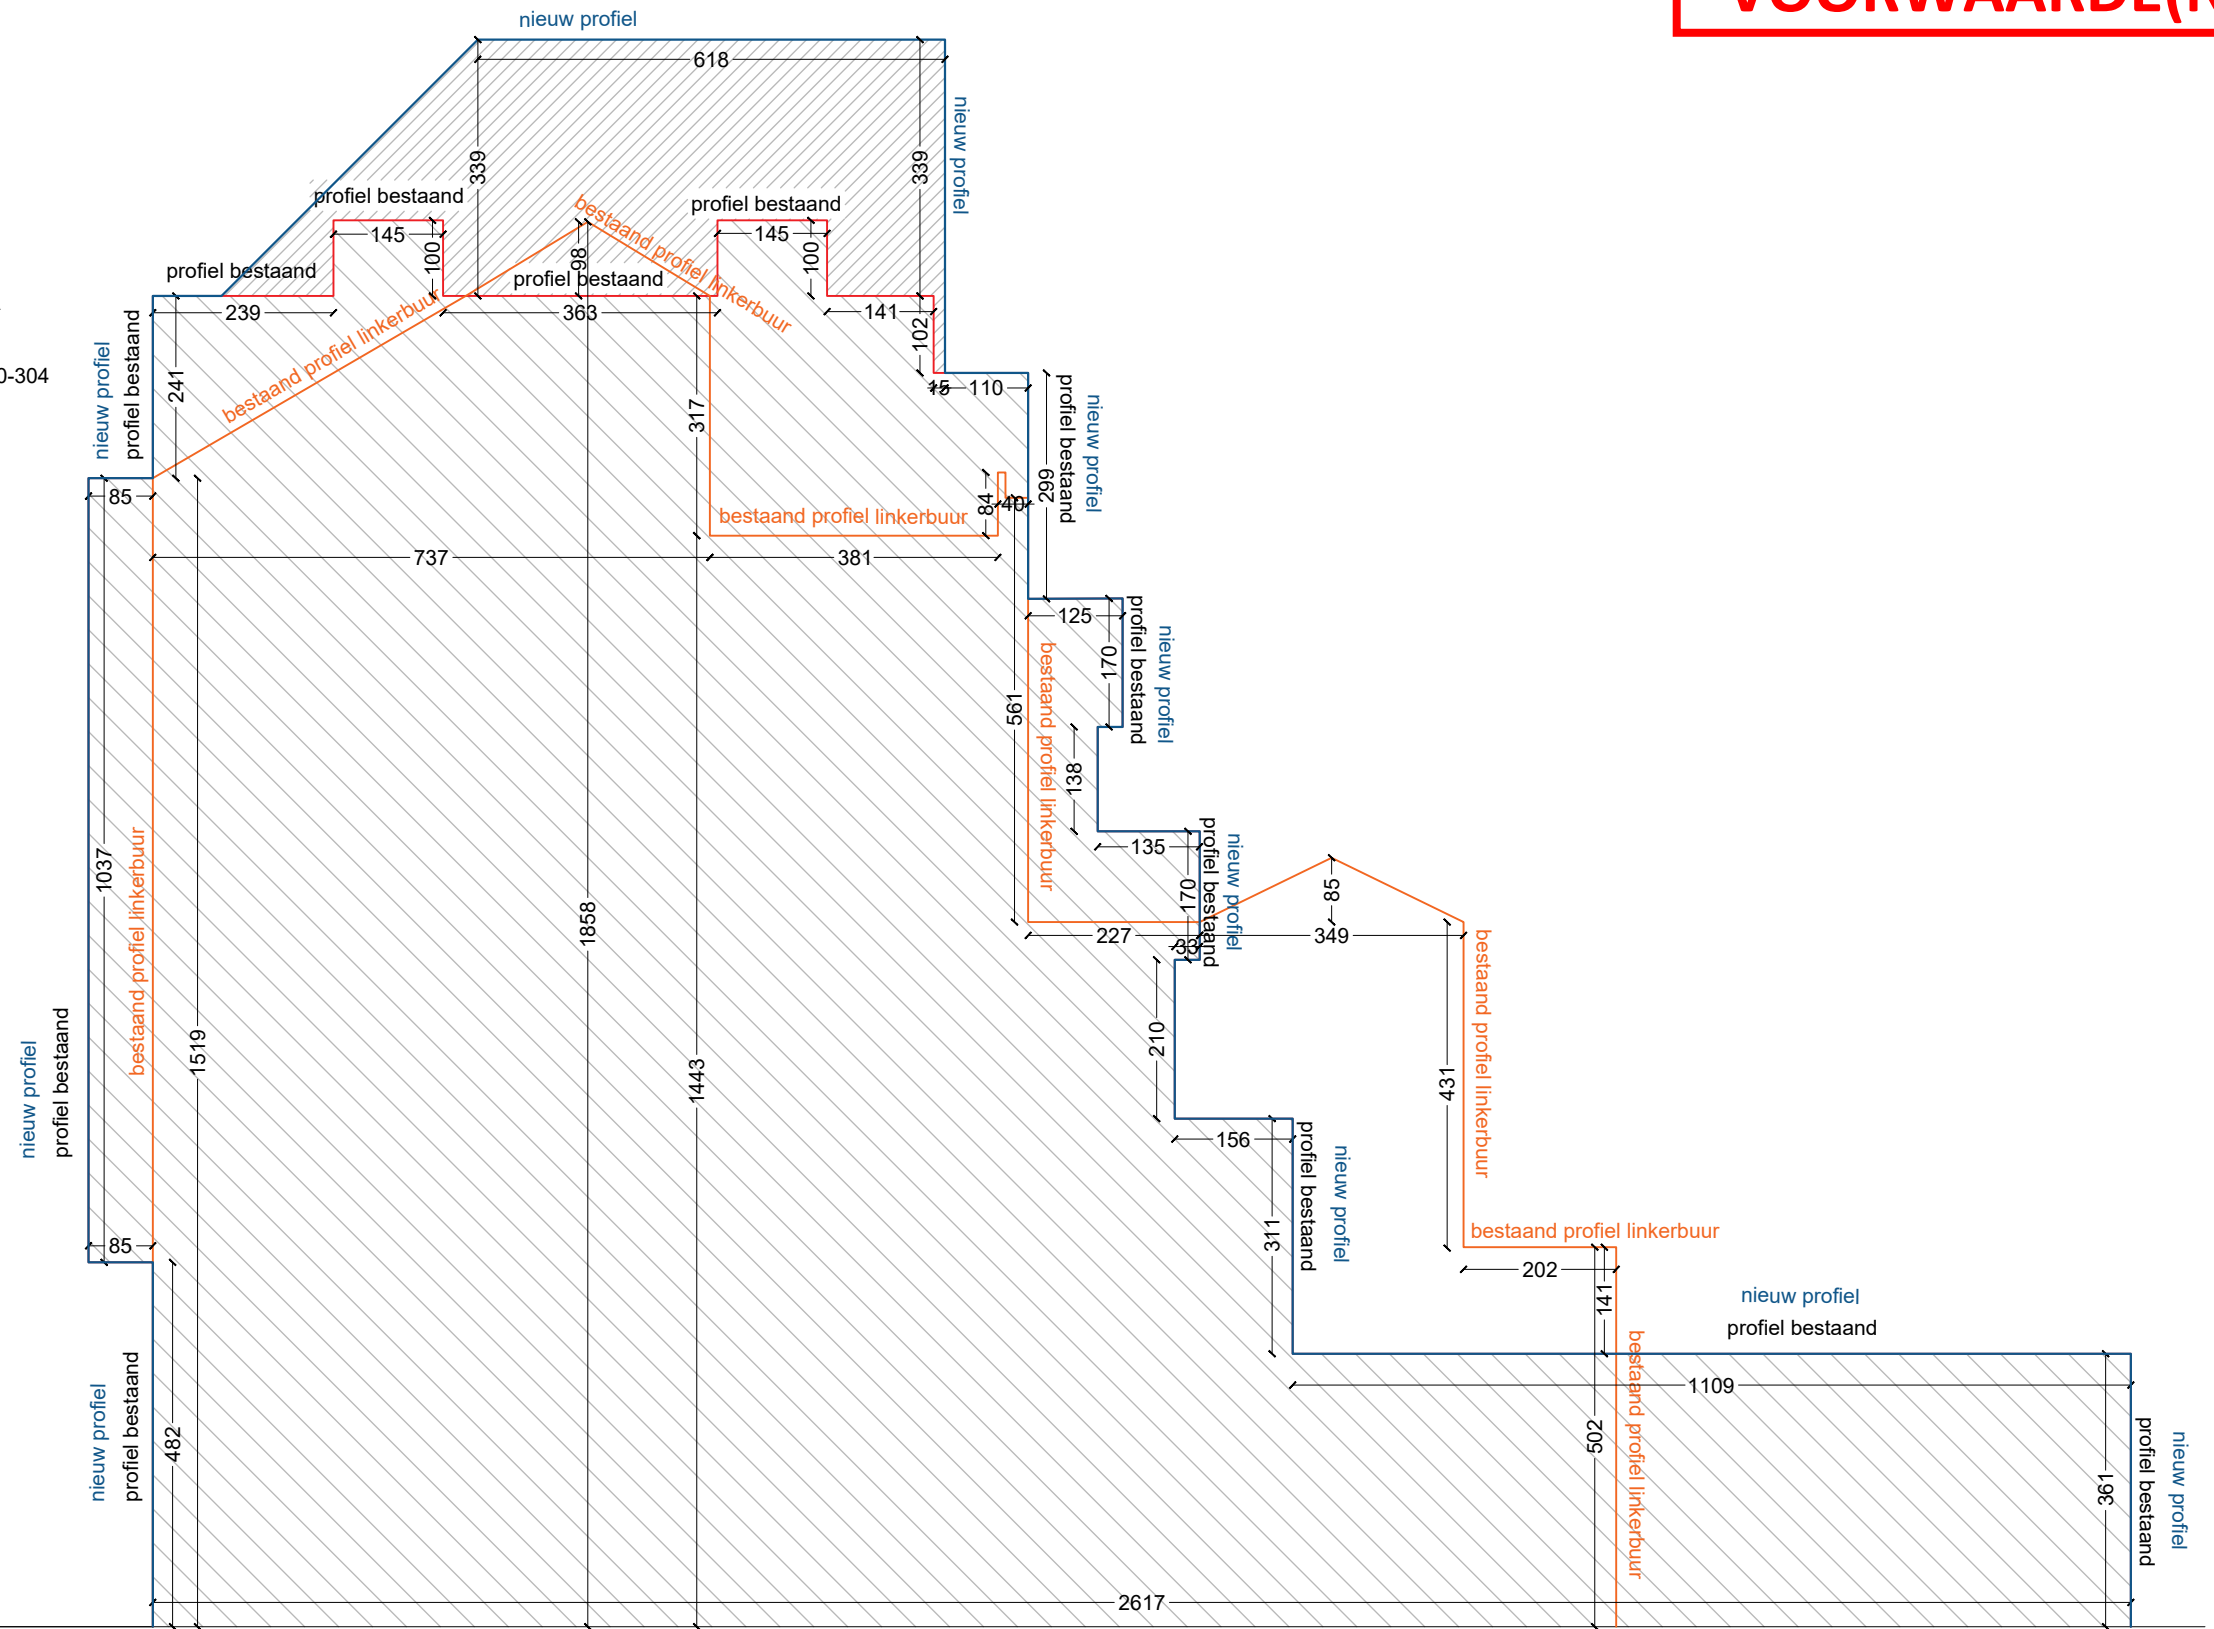 nieuw profiel
618
nieuw profiel
339
339
profiel bestaand
profiel bestaand
bestaand profiel linkerbuur
145
100
145
100
98
profiel bestaand
profiel bestaand
239
363
141
102
bestaand profiel linkerbuur
nieuw profiel
profiel bestaand
241
0-304
15
110
317
profiel bestaand
nieuw profiel
269
85
84
40
bestaand profiel linkerbuur
737
381
125
170
profiel bestaand
nieuw profiel
561
bestaand profiel linkerbuur
138
135
170
profiel bestaand
nieuw profiel
85
1037
bestaand profiel linkerbuur
1858
227
33
349
bestaand profiel linkerbuur
nieuw profiel
profiel bestaand
1519
1443
210
431
156
311
profiel bestaand
nieuw profiel
bestaand profiel linkerbuur
85
202
141
nieuw profiel
profiel bestaand
1109
nieuw profiel
profiel bestaand
482
502
bestaand profiel linkerbuur
361
profiel bestaand
nieuw profiel
2617